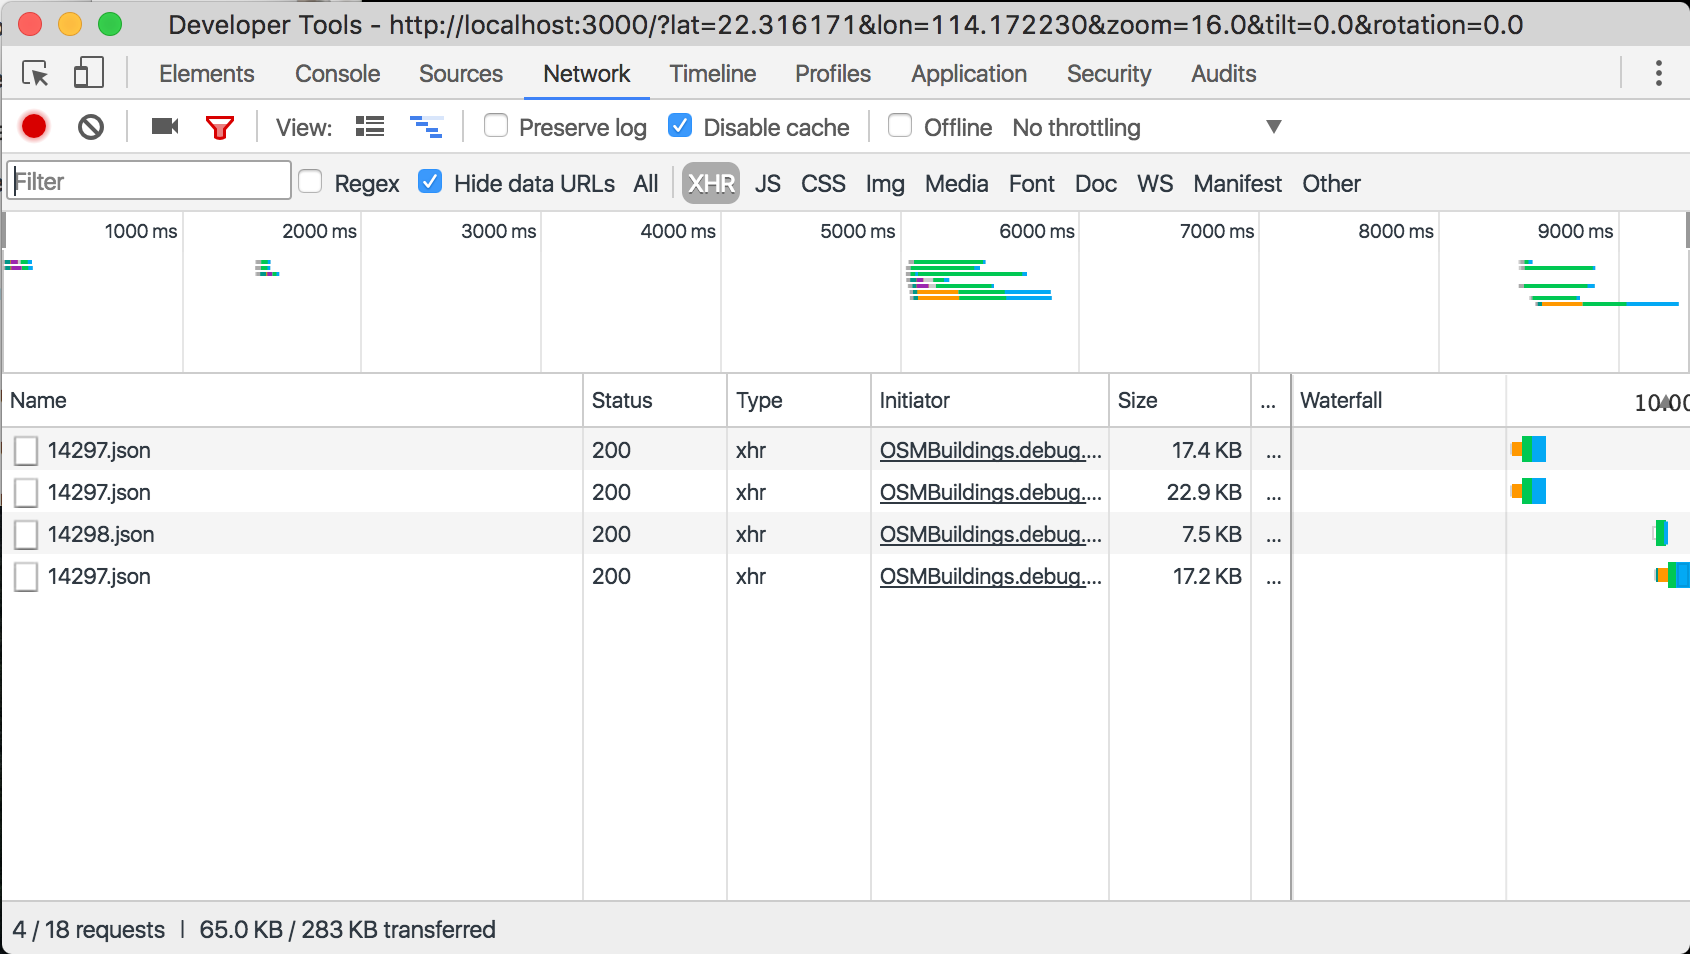 Developer Tools - http://localhost:3000/?lat=22.316171&lon=114.172230&zoom=16.0&tilt=0.0&rotation=0.0
Elements Console Sources Network Timeline Profiles Application Security Audits
View: Preserve log Disable cache Offline No throttling
Filter Regex Hide data URLs All XHR JS CSS Img Media Font Doc WS Manifest Other
1000 ms 2000 ms 3000 ms 4000 ms 5000 ms 6000 ms 7000 ms 8000 ms 9000 ms
Name Status Type Initiator Size ... Waterfall
14297.json 200 xhr OSMBuildings.debug.... 17.4 KB ...
14297.json 200 xhr OSMBuildings.debug.... 22.9 KB ...
14298.json 200 xhr OSMBuildings.debug.... 7.5 KB ...
14297.json 200 xhr OSMBuildings.debug.... 17.2 KB ...
4 / 18 requests | 65.0 KB / 283 KB transferred